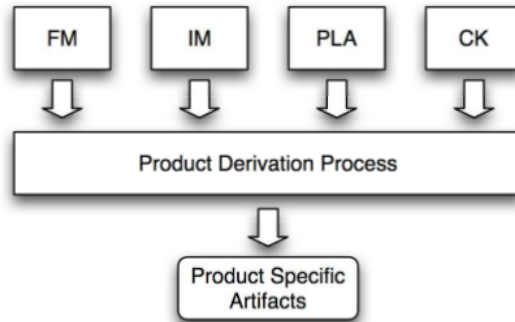 FM
IM
PLA
CK
Product Derivation Process
Product Specific
Artifacts